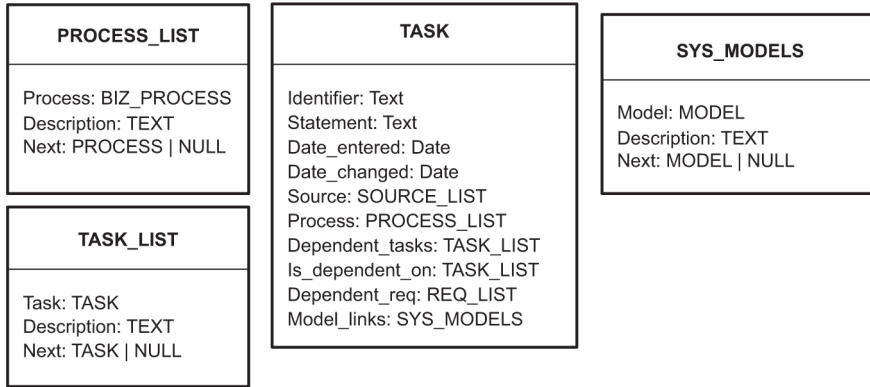 PROCESS_LIST
Process: BIZ_PROCESS
Description: TEXT
Next: PROCESS | NULL
TASK_LIST
Task: TASK
Description: TEXT
Next: TASK | NULL
TASK
Identifier: Text
Statement: Text
Date_entered: Date
Date_changed: Date
Source: SOURCE_LIST
Process: PROCESS_LIST
Dependent_tasks: TASK_LIST
Is_dependent_on: TASK_LIST
Dependent_req: REQ_LIST
Model_links: SYS_MODELS
SYS_MODELS
Model: MODEL
Description: TEXT
Next: MODEL | NULL